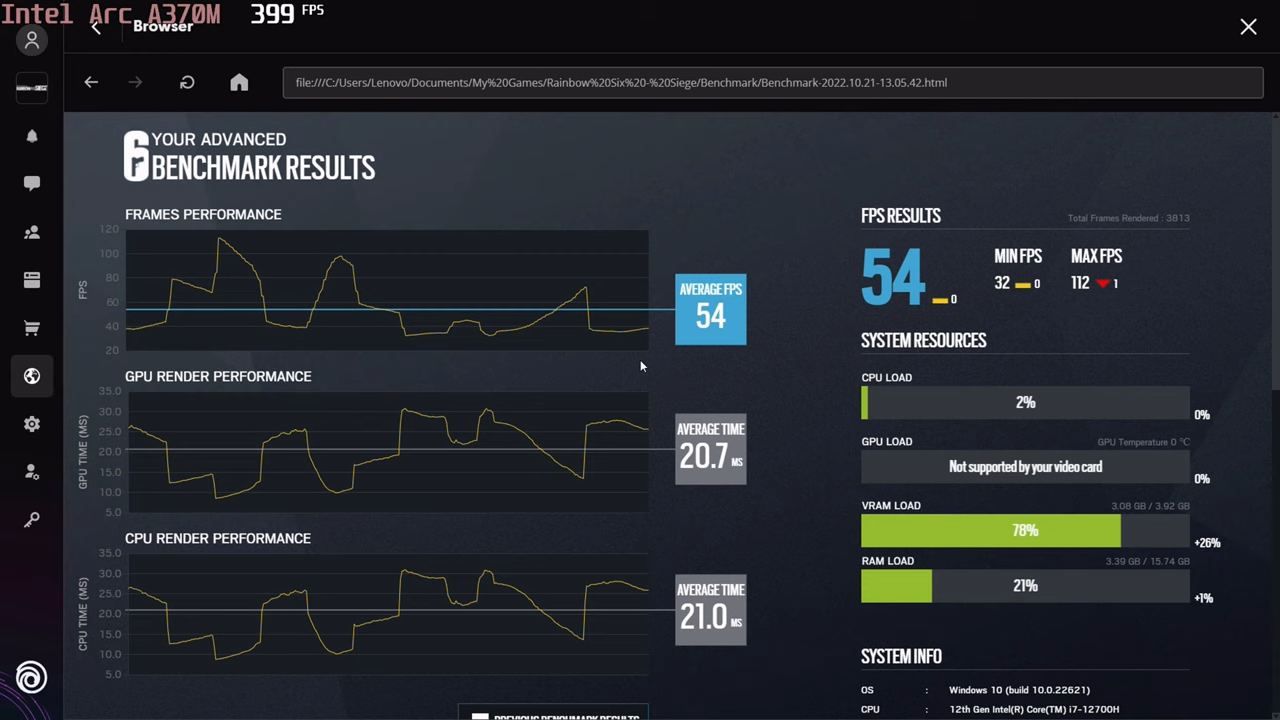 Intel Arc A370M 399 FPS
Browser
file:///C:/Users/Lenovo/Documents/My%20Games/Rainbow%20Six%20-%20Siege/Benchmark/Benchmark-2022.10.21-13.05.42.html
YOUR ADVANCED
BENCHMARK RESULTS
FRAMES PERFORMANCE
120
100
80
60
40
20
FPS
AVERAGE FPS
54
GPU RENDER PERFORMANCE
35.0
30.0
25.0
20.0
15.0
10.0
5.0
GPU TIME (MS)
AVERAGE TIME
20.7 MS
CPU RENDER PERFORMANCE
35.0
30.0
25.0
20.0
15.0
10.0
5.0
CPU TIME (MS)
AVERAGE TIME
21.0 MS
PREVIOUS BENCHMARK RESULTS
FPS RESULTS
Total Frames Rendered : 3813
54 0
MIN FPS
32 0
MAX FPS
112 1
SYSTEM RESOURCES
CPU LOAD
2%
0%
GPU LOAD
GPU Temperature 0 °C
Not supported by your video card
0%
VRAM LOAD
3.08 GB / 3.92 GB
78%
+26%
RAM LOAD
3.39 GB / 15.74 GB
21%
+1%
SYSTEM INFO
OS : Windows 10 (build 10.0.22621)
CPU : 12th Gen Intel(R) Core(TM) i7-12700H